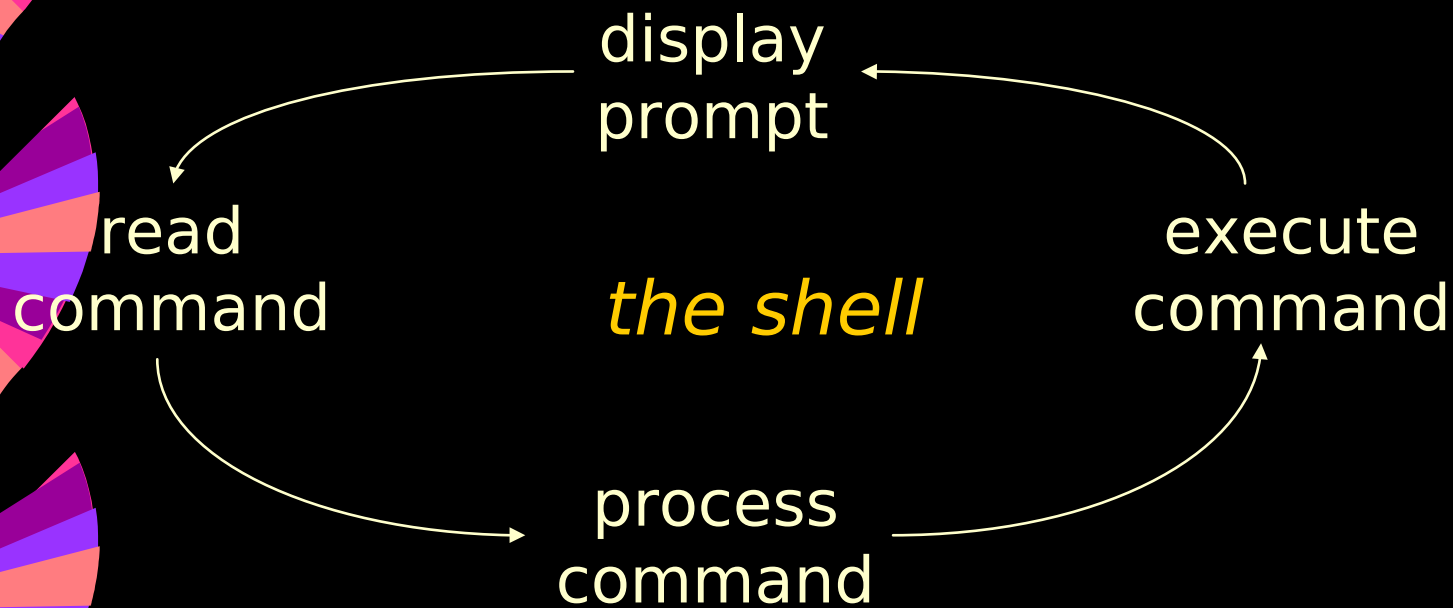 display
prompt
read
command
the shell
execute
command
process
command